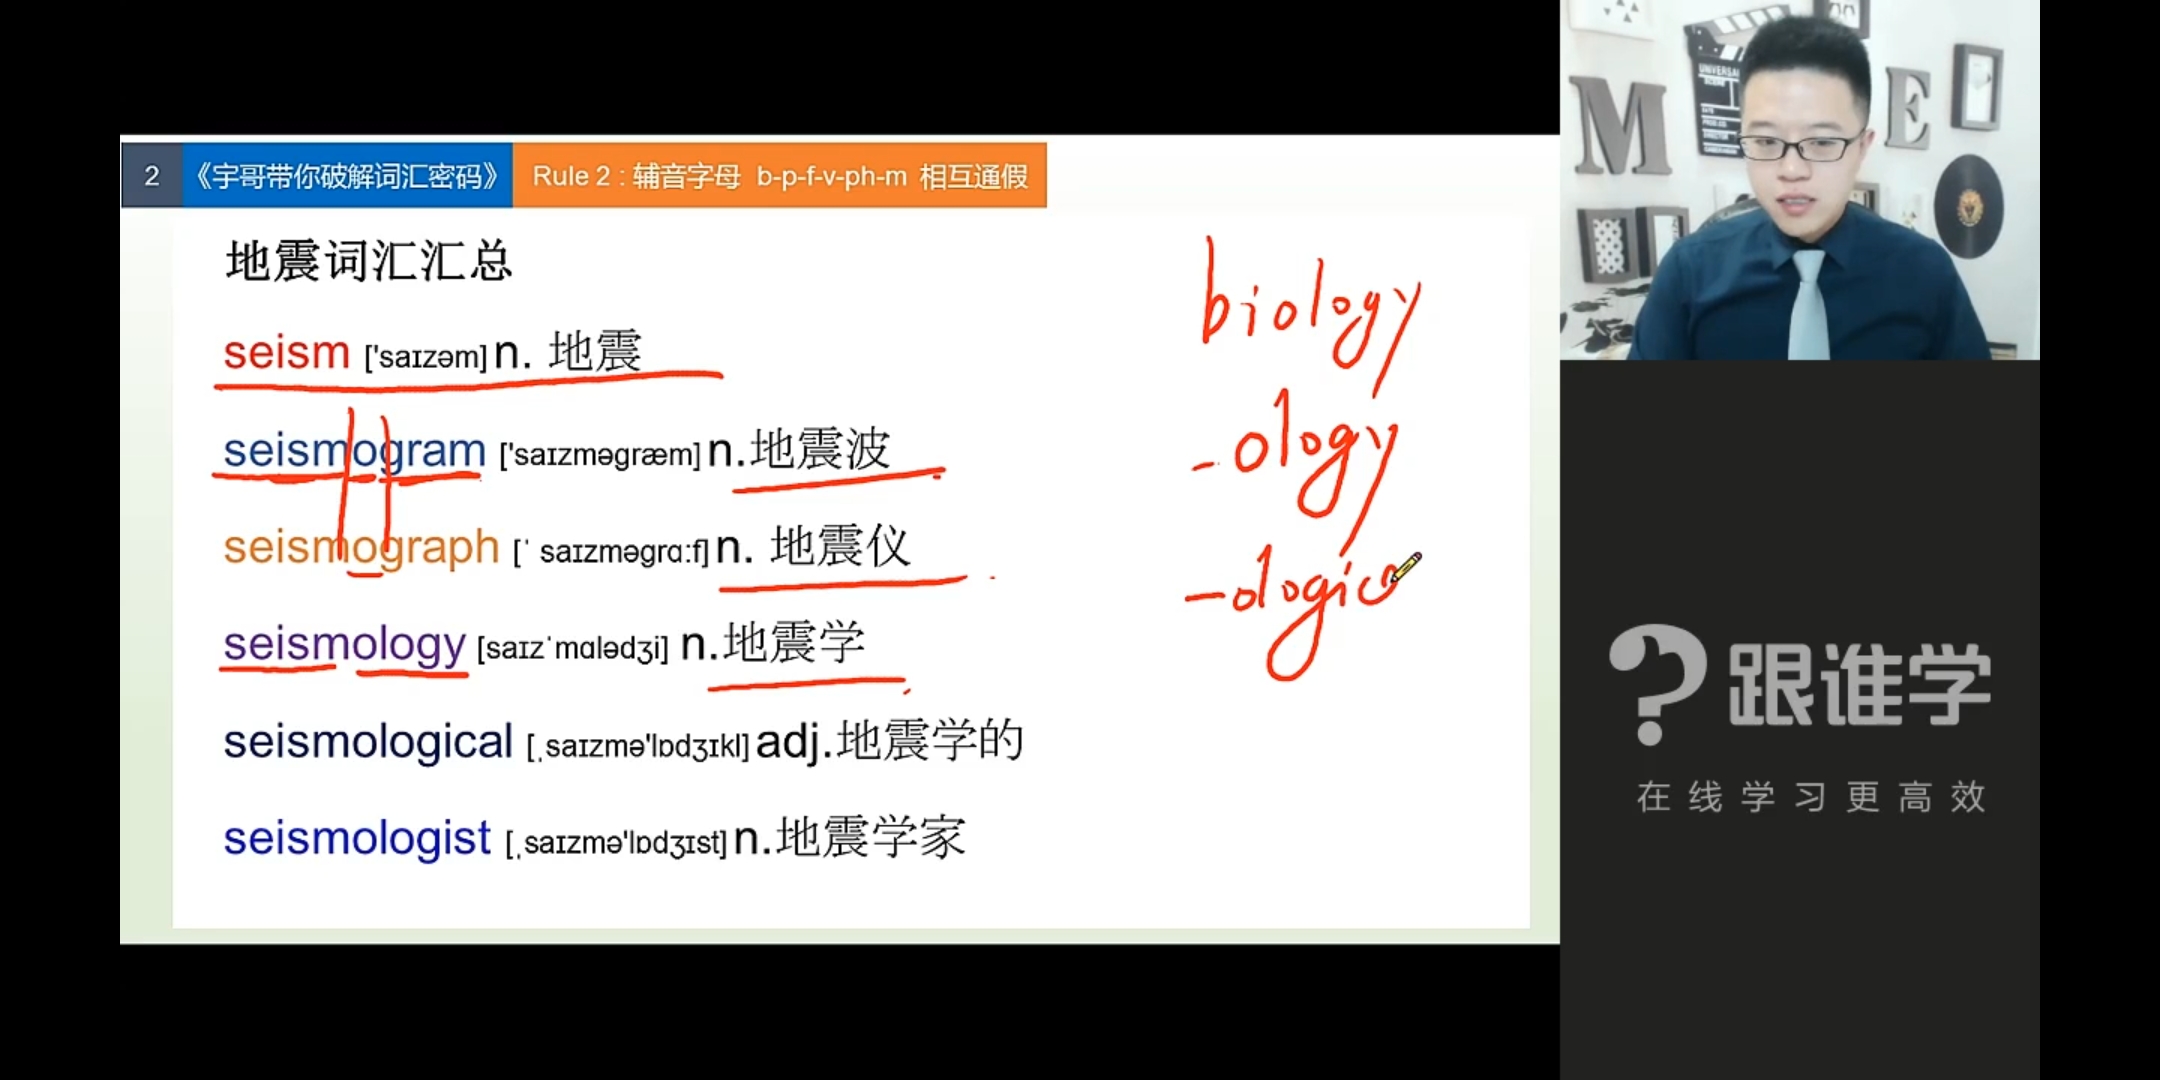 2 《宇哥带你破解词汇密码》 Rule 2 : 辅音字母 b-p-f-v-ph-m 相互通假
地震词汇汇总
seism ['saɪzəm] n. 地震
seismogram ['saɪzməgræm] n.地震波
seismograph [ˈ saɪzməgrɑ:f] n. 地震仪
seismology [saɪzˈmɑlədʒi] n.地震学
seismological [ˌsaɪzmə'lɒdʒɪkl] adj.地震学的
seismologist [ˌsaɪzmə'lɒdʒɪst] n.地震学家
biology
-ology
-ologic
M
E
UNIVERSAL
跟谁学
在线学习更高效